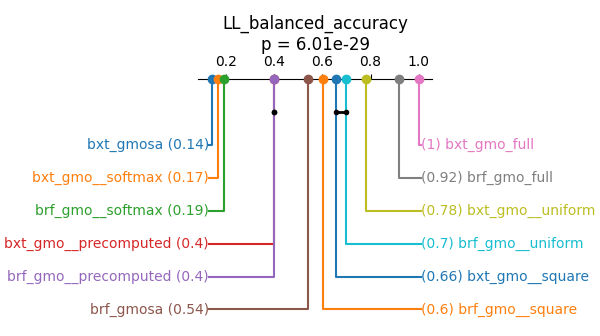 LL_balanced_accuracy
p = 6.01e-29
0.2 0.4 0.6 0.8 1.0
bxt_gmosa (0.14)
(1) bxt_gmo_full
bxt_gmo__softmax (0.17)
(0.92) brf_gmo_full
brf_gmo__softmax (0.19)
(0.78) bxt_gmo__uniform
bxt_gmo__precomputed (0.4)
(0.7) brf_gmo__uniform
brf_gmo__precomputed (0.4)
(0.66) bxt_gmo__square
brf_gmosa (0.54)
(0.6) brf_gmo__square